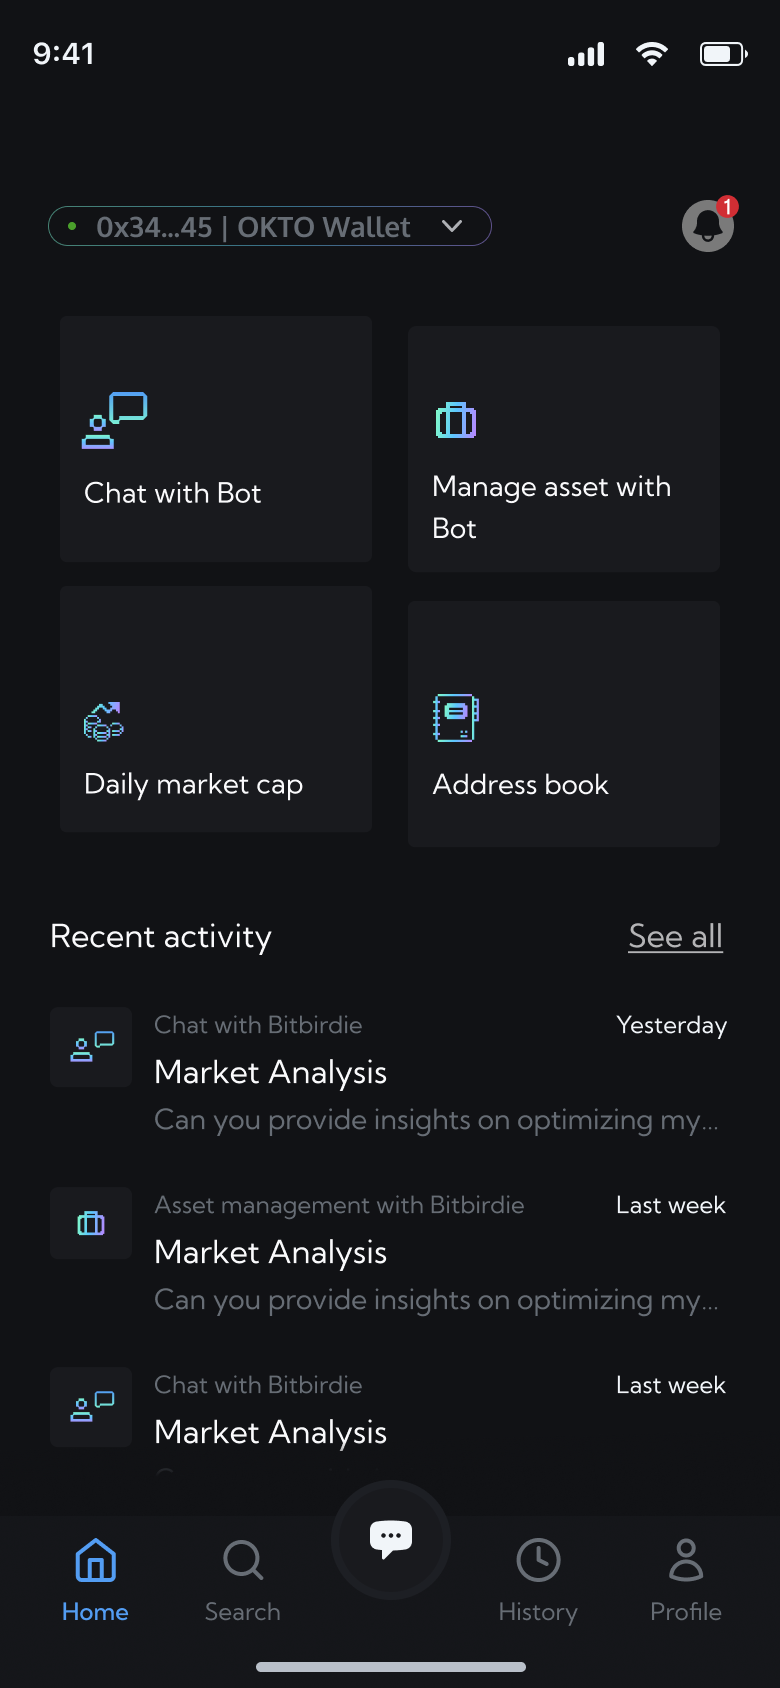 9:41
0x34...45 | OKTO Wallet
1
Chat with Bot
Manage asset with
Bot
Daily market cap
Address book
Recent activity
See all
Chat with Bitbirdie
Yesterday
Market Analysis
Can you provide insights on optimizing my...
Asset management with Bitbirdie
Last week
Market Analysis
Can you provide insights on optimizing my...
Chat with Bitbirdie
Last week
Market Analysis
Home
Search
History
Profile